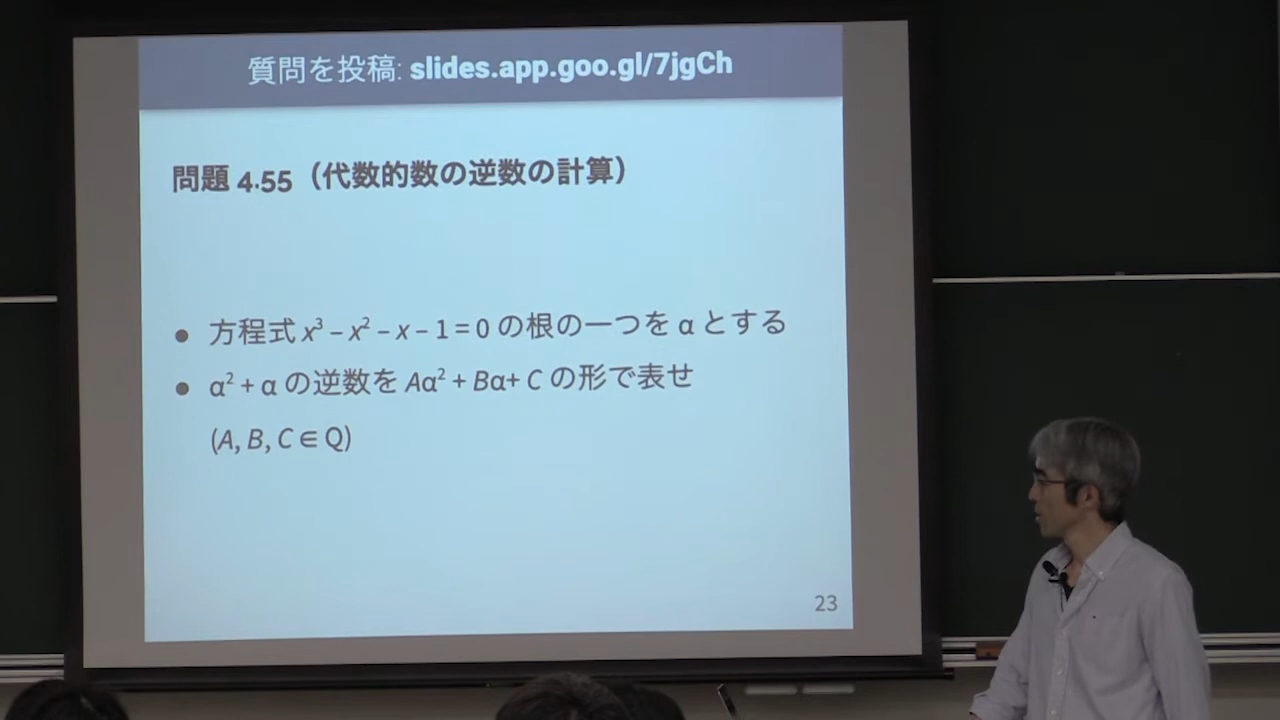 質問を投稿: slides.app.goo.gl/7jgCh
問題 4.55（代数的数の逆数の計算）
● 方程式 x³ – x² – x – 1 = 0 の根の一つを α とする
● α² + α の逆数を Aα² + Bα+ C の形で表せ
(A, B, C ∈ Q)
23